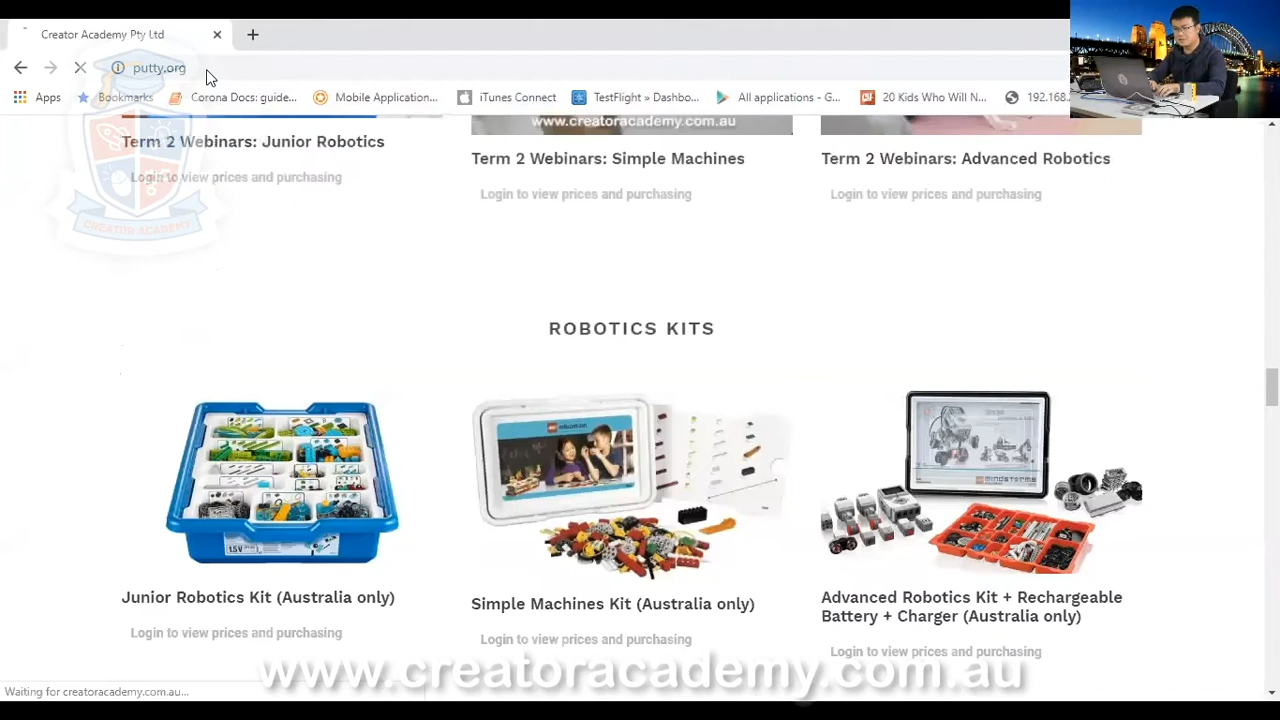 Creator Academy Pty Ltd
putty.org
Apps
Bookmarks
Corona Docs: guide...
Mobile Application...
iTunes Connect
TestFlight » Dashbo...
All applications - G...
20 Kids Who Will N...
192.168.
www.creatoracademy.com.au
Term 2 Webinars: Junior Robotics
Login to view prices and purchasing
Term 2 Webinars: Simple Machines
Login to view prices and purchasing
Term 2 Webinars: Advanced Robotics
Login to view prices and purchasing
CREATOR ACADEMY
ROBOTICS KITS
education
mindstorms
Junior Robotics Kit (Australia only)
Login to view prices and purchasing
Simple Machines Kit (Australia only)
Login to view prices and purchasing
Advanced Robotics Kit + Rechargeable
Battery + Charger (Australia only)
Login to view prices and purchasing
www.creatoracademy.com.au
Waiting for creatoracademy.com.au...